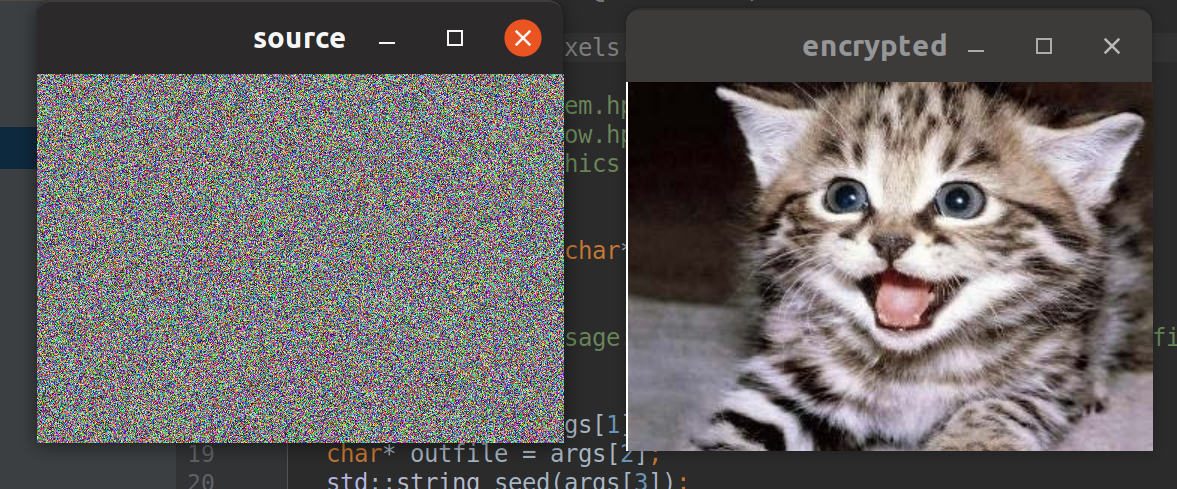 source
encrypted
xels
em.hp
ow.hp
hics
char*
sage
fi
gs[1]
19 char* outfile = args[2];
20 std::string seed(args[3]);